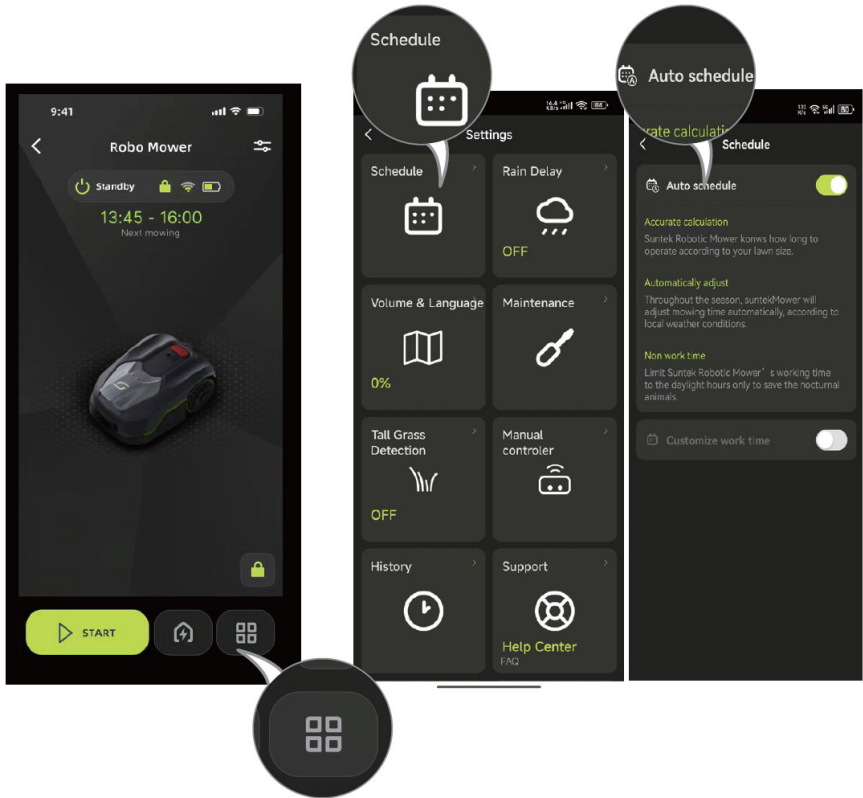 Schedule
Auto schedule
rate calculati
9:41
Robo Mower
Standby
13:45 - 16:00
Next mowing
START
Settings
Schedule
Rain Delay
OFF
Volume & Language
Maintenance
0%
Tall Grass
Detection
Manual
controler
OFF
History
Support
Help Center
FAQ
Schedule
Auto schedule
Accurate calculation
Suntek Robotic Mower konws how long to
operate according to your lawn size.
Automatically adjust
Throughout the season, suntekMower will
adjust mowing time automatically, according to
local weather conditions.
Non work time
Limit Suntek Robotic Mower's working time
to the daylight hours only to save the nocturnal
animals.
Customize work time